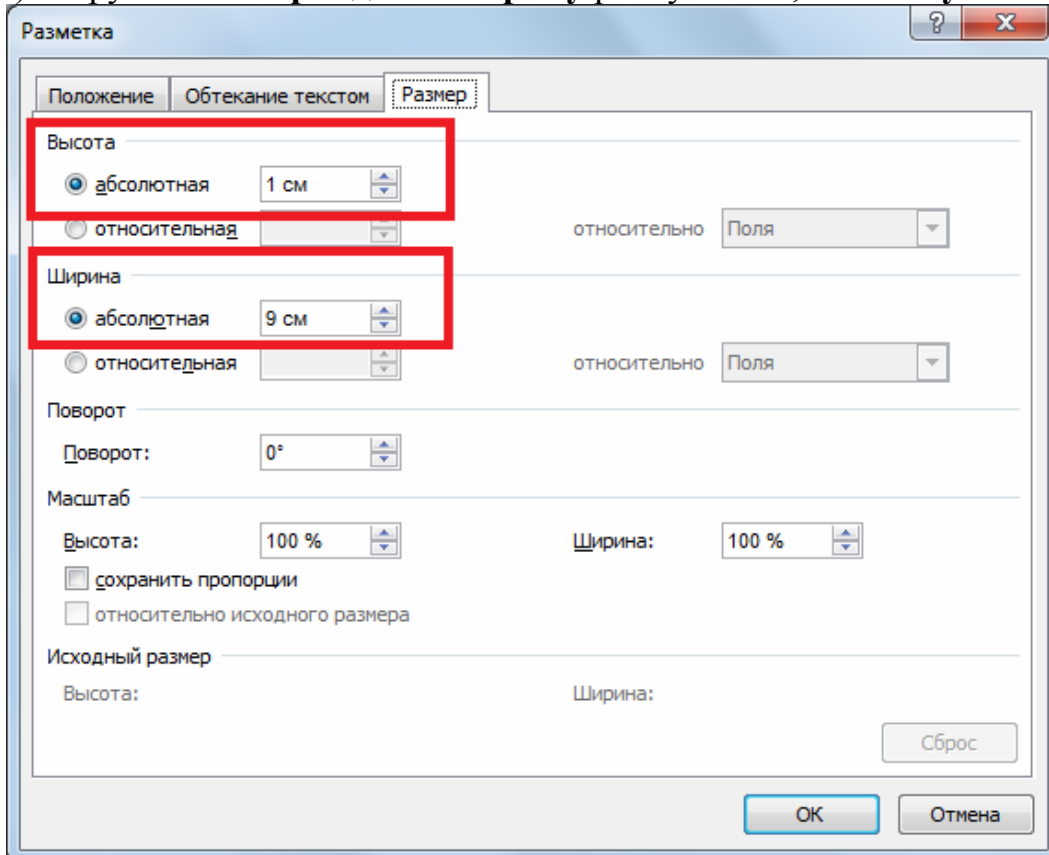 Разметка
Положение Обтекание текстом Размер
Высота
абсолютная 1 см
относительная относительно Поля
Ширина
абсолютная 9 см
относительная относительно Поля
Поворот
Поворот: 0°
Масштаб
Высота: 100 % Ширина: 100 %
сохранить пропорции
относительно исходного размера
Исходный размер
Высота: Ширина:
Сброс
ОК Отмена